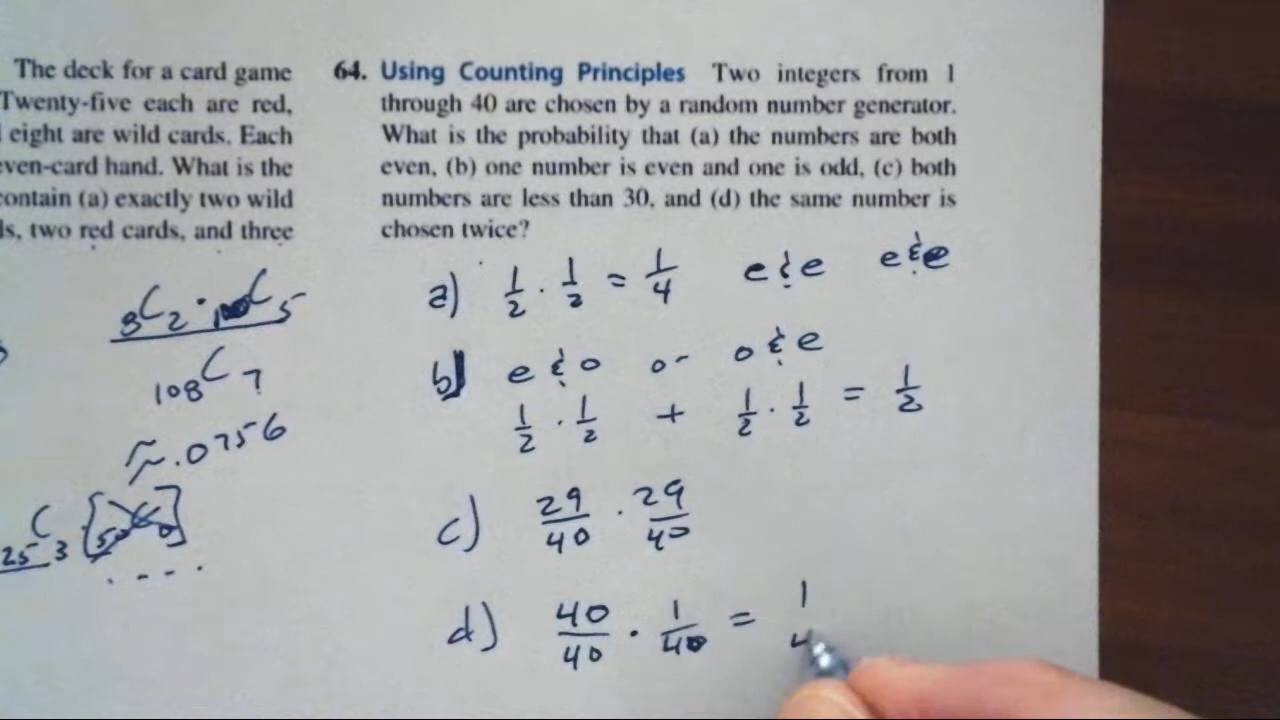 The deck for a card game
Twenty-five each are red,
eight are wild cards. Each
ven-card hand. What is the
contain (a) exactly two wild
ls, two red cards, and three
8C2 · C5
108C7
≈.0756
25C3
64. Using Counting Principles Two integers from 1
through 40 are chosen by a random number generator.
What is the probability that (a) the numbers are both
even, (b) one number is even and one is odd, (c) both
numbers are less than 30, and (d) the same number is
chosen twice?
a) 1/2 · 1/2 = 1/4 e & e e & e
b) e & o or o & e
1/2 · 1/2 + 1/2 · 1/2 = 1/2
c) 29/40 · 29/40
d) 40/40 · 1/40 = 1/4